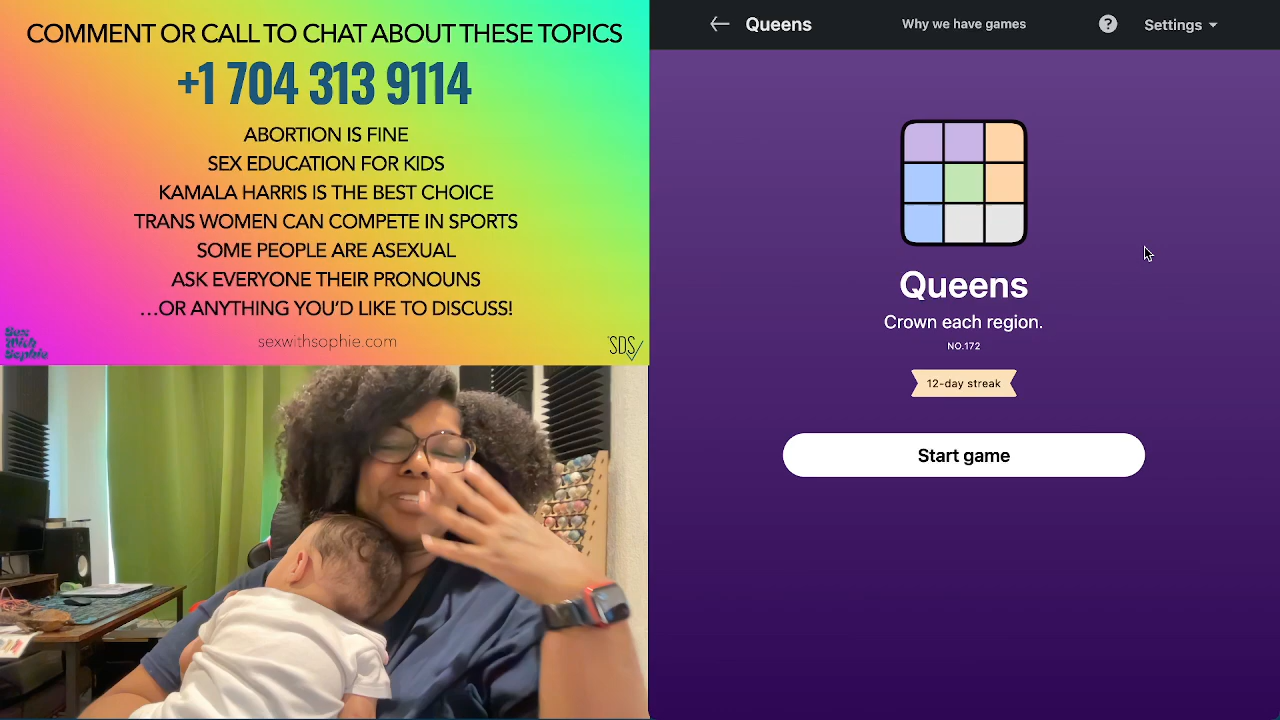 COMMENT OR CALL TO CHAT ABOUT THESE TOPICS
+1 704 313 9114
ABORTION IS FINE
SEX EDUCATION FOR KIDS
KAMALA HARRIS IS THE BEST CHOICE
TRANS WOMEN CAN COMPETE IN SPORTS
SOME PEOPLE ARE ASEXUAL
ASK EVERYONE THEIR PRONOUNS
...OR ANYTHING YOU'D LIKE TO DISCUSS!
sexwithsophie.com
Sex
With
Sophie
SDS
Queens
Why we have games
?
Settings
Queens
Crown each region.
NO.172
12-day streak
Start game